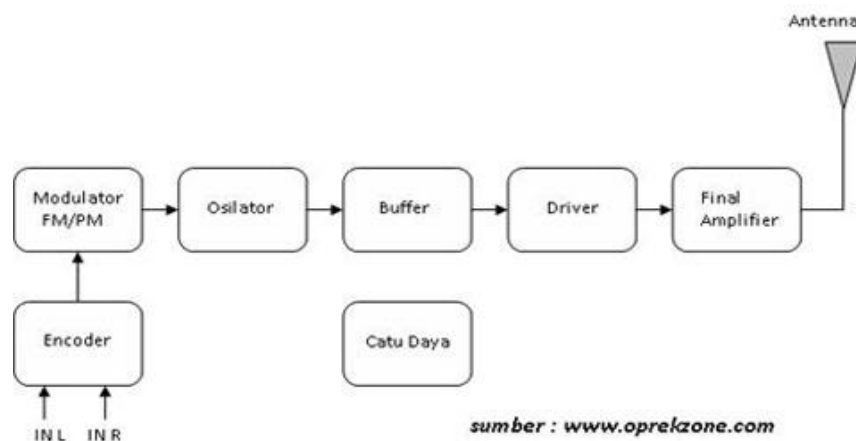 Antenna
Modulator
FM/PM
Osilator
Buffer
Driver
Final
Amplifier
Encoder
Catu Daya
IN L IN R
sumber : www.oprekzone.com